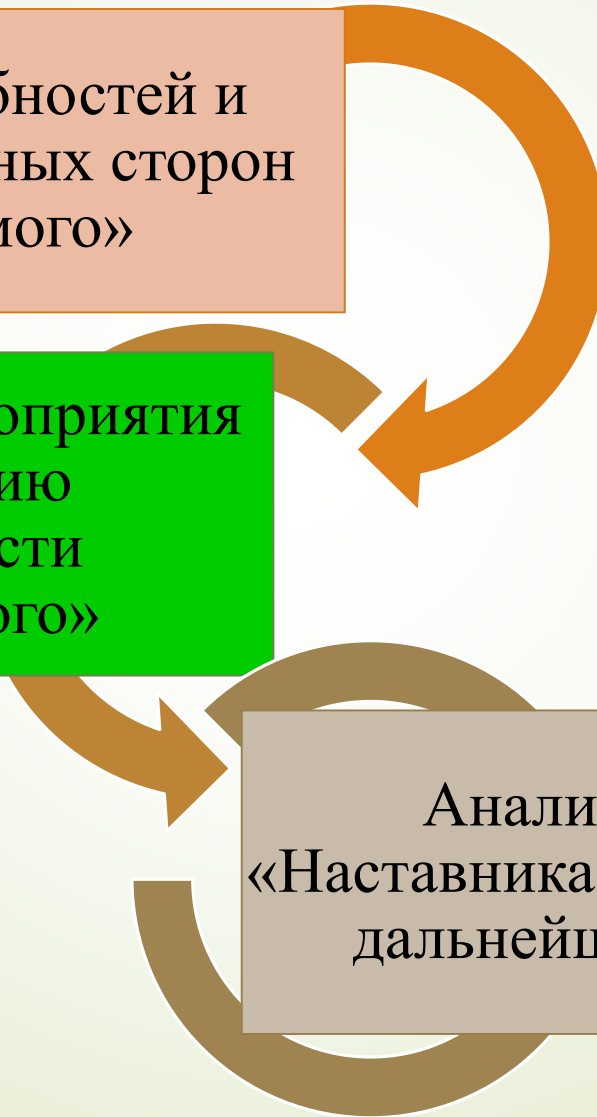 бностей и
ных сторон
мого»
оприятия
ию
сти
ого»
Анали
«Наставника
дальнейш